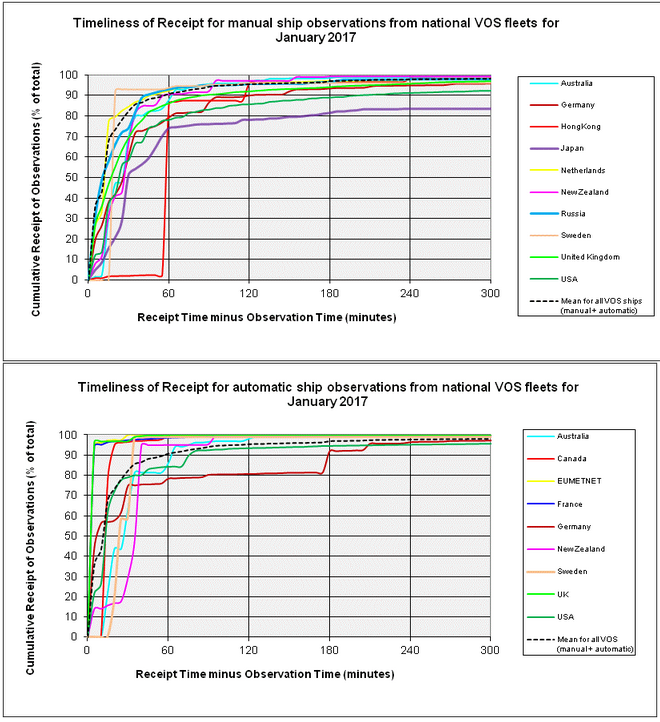 Timeliness of Receipt for manual ship observations from national VOS fleets for
January 2017
Cumulative Receipt of Observations (% of total)
100
90
80
70
60
50
40
30
20
10
0
0 60 120 180 240 300
Receipt Time minus Observation Time (minutes)
Australia
Germany
HongKong
Japan
Netherlands
NewZealand
Russia
Sweden
United Kingdom
USA
Mean for all VOS ships
(manual + automatic)
Timeliness of Receipt for automatic ship observations from national VOS fleets for
January 2017
Cumulative Receipt of Observations (% of total)
100
90
80
70
60
50
40
30
20
10
0
0 60 120 180 240 300
Receipt Time minus Observation Time (minutes)
Australia
Canada
EUMETNET
France
Germany
NewZealand
Sweden
UK
USA
Mean for all VOS
(manual + automatic)